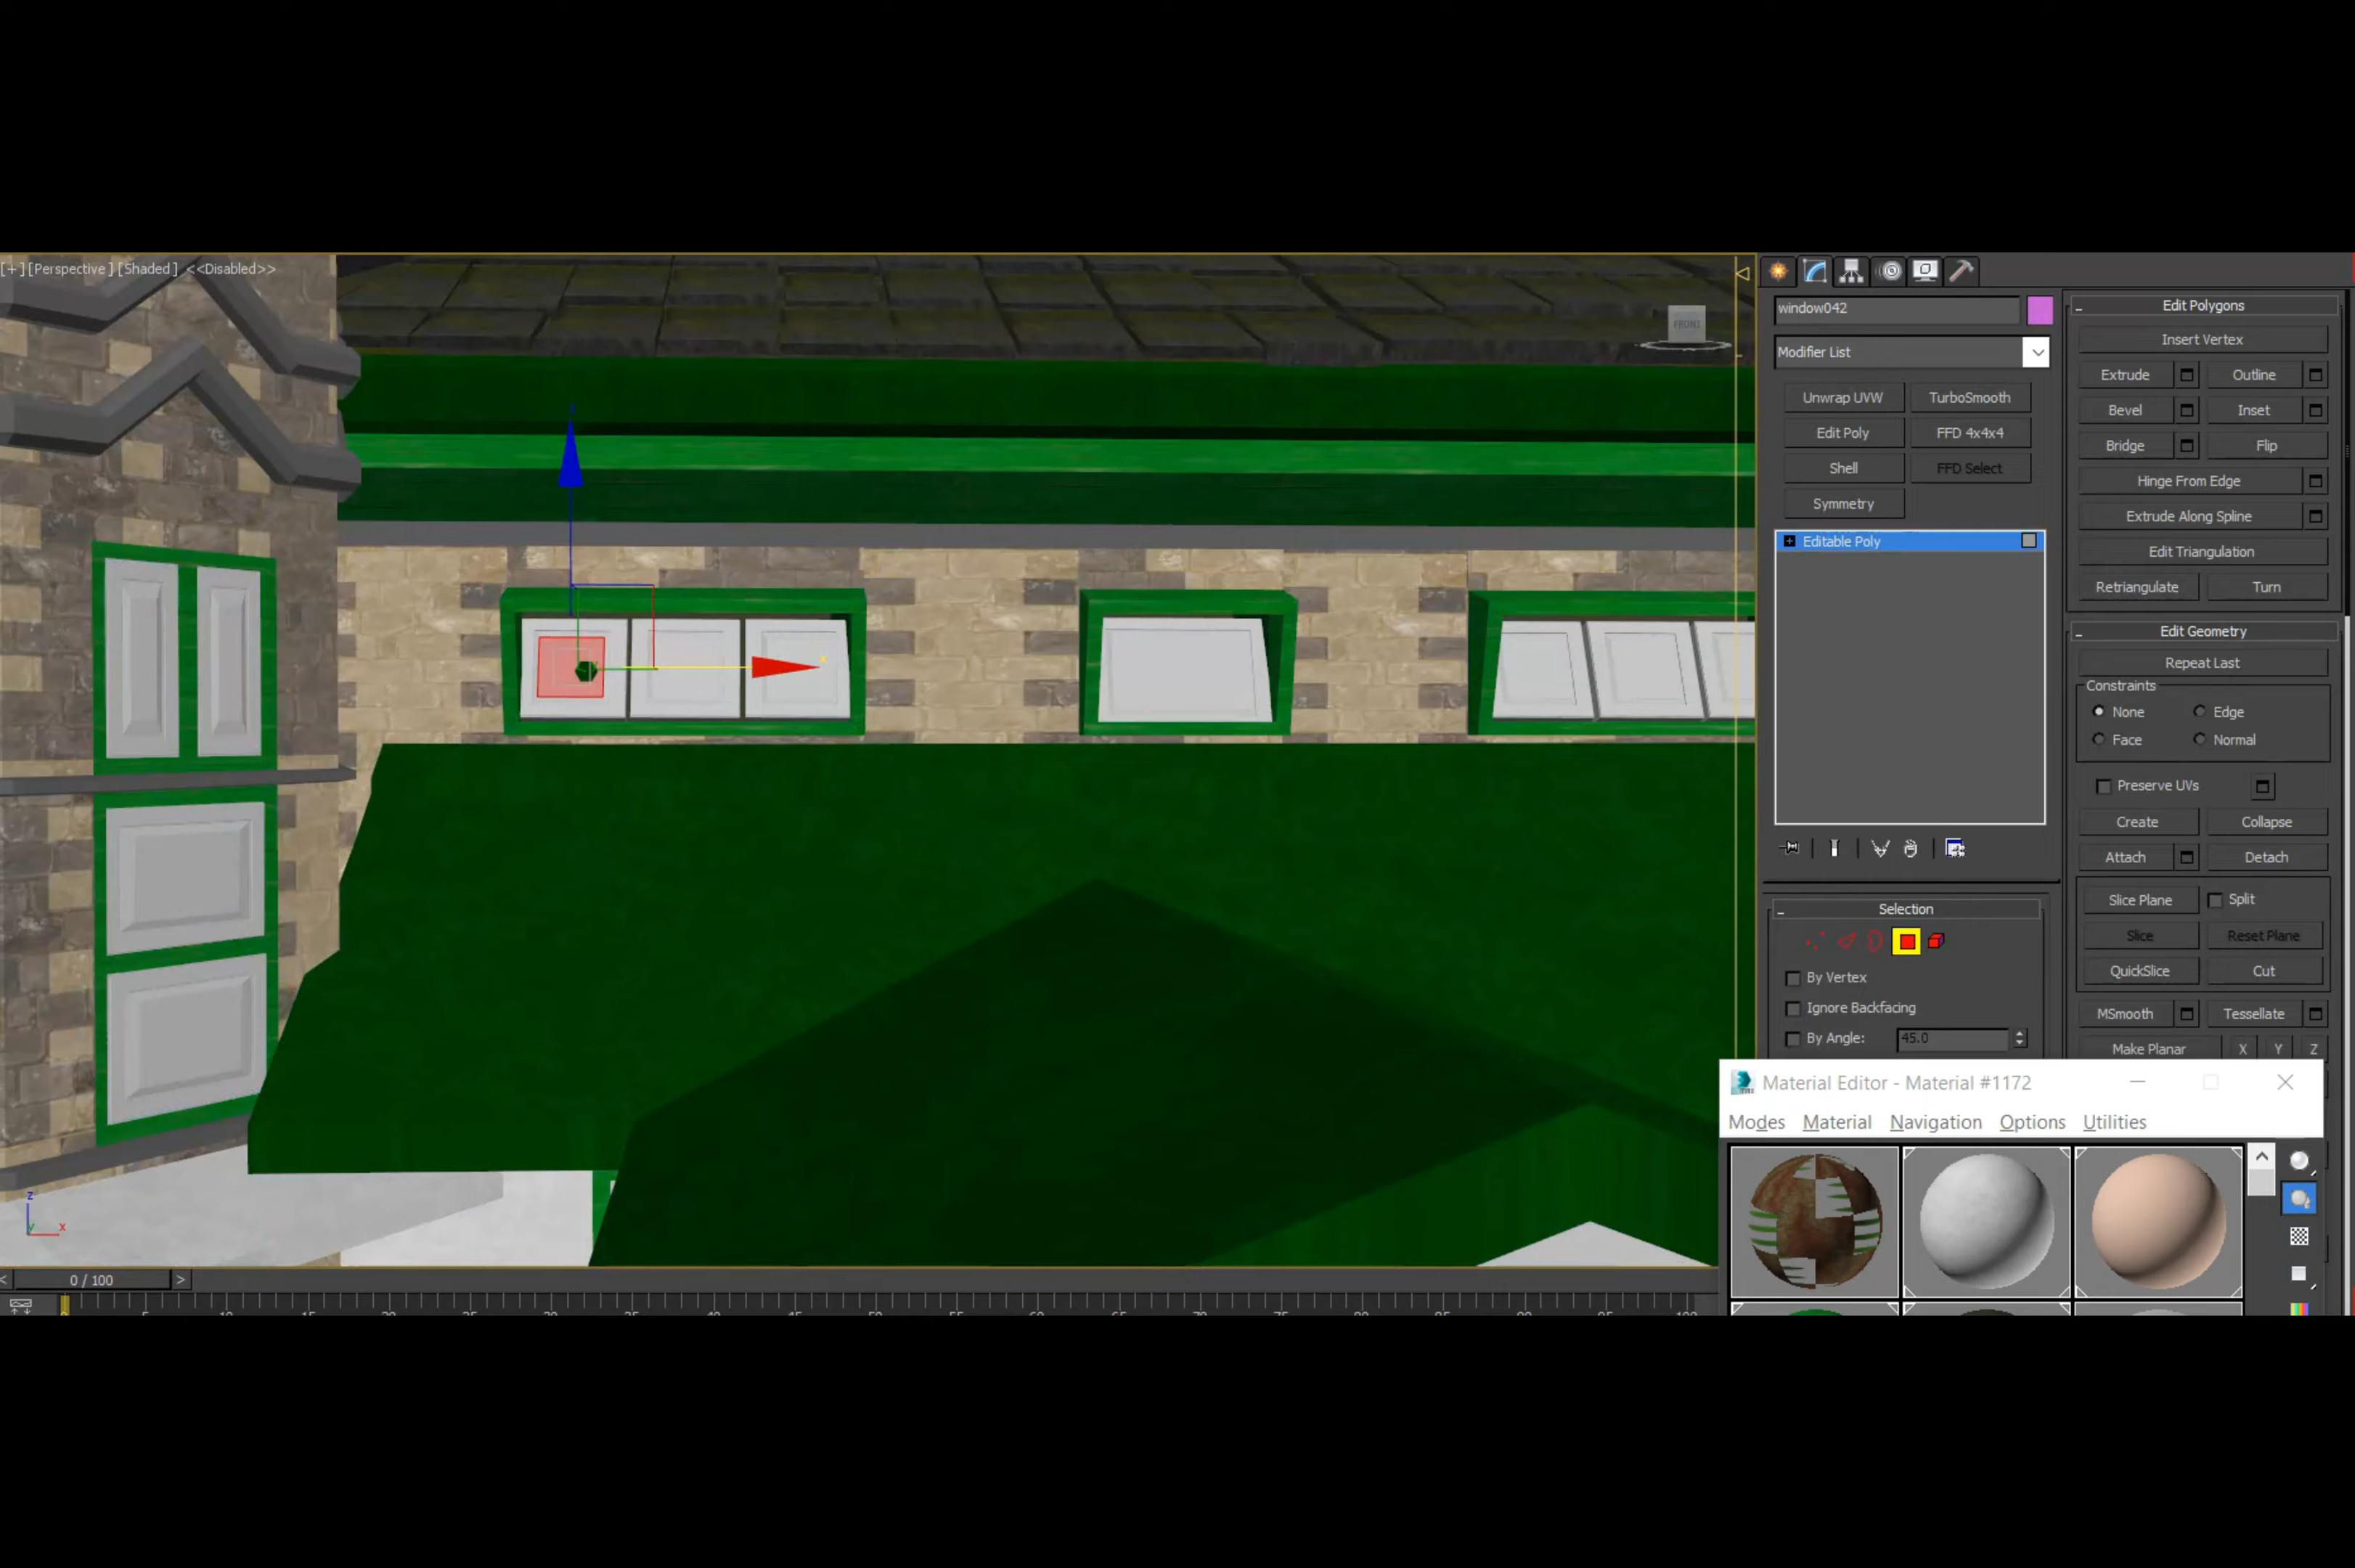 [+][Perspective ] [Shaded ] <<Disabled>>
FRONT
z
x
z
y
x
0 / 100
window042
Modifier List
Unwrap UVW
TurboSmooth
Edit Poly
FFD 4x4x4
Shell
FFD Select
Symmetry
Editable Poly
Selection
By Vertex
Ignore Backfacing
By Angle:
45.0
Edit Polygons
Insert Vertex
Extrude
Outline
Bevel
Inset
Bridge
Flip
Hinge From Edge
Extrude Along Spline
Edit Triangulation
Retriangulate
Turn
Edit Geometry
Repeat Last
Constraints
None
Edge
Face
Normal
Preserve UVs
Create
Collapse
Attach
Detach
Slice Plane
Split
Slice
Reset Plane
QuickSlice
Cut
MSmooth
Tessellate
Make Planar
X
Y
Z
Material Editor - Material #1172
Modes Material Navigation Options Utilities